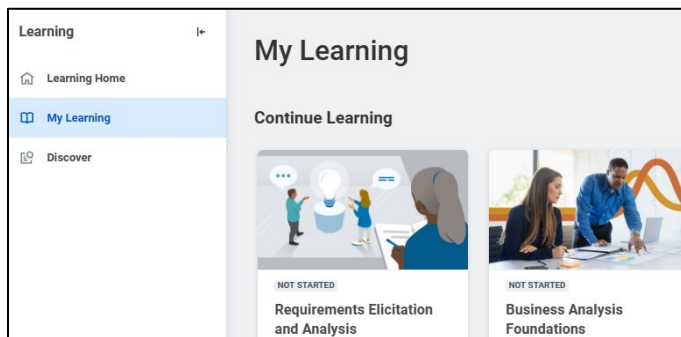 Learning
Learning Home
My Learning
Discover
My Learning
Continue Learning
NOT STARTED
Requirements Elicitation
and Analysis
NOT STARTED
Business Analysis
Foundations